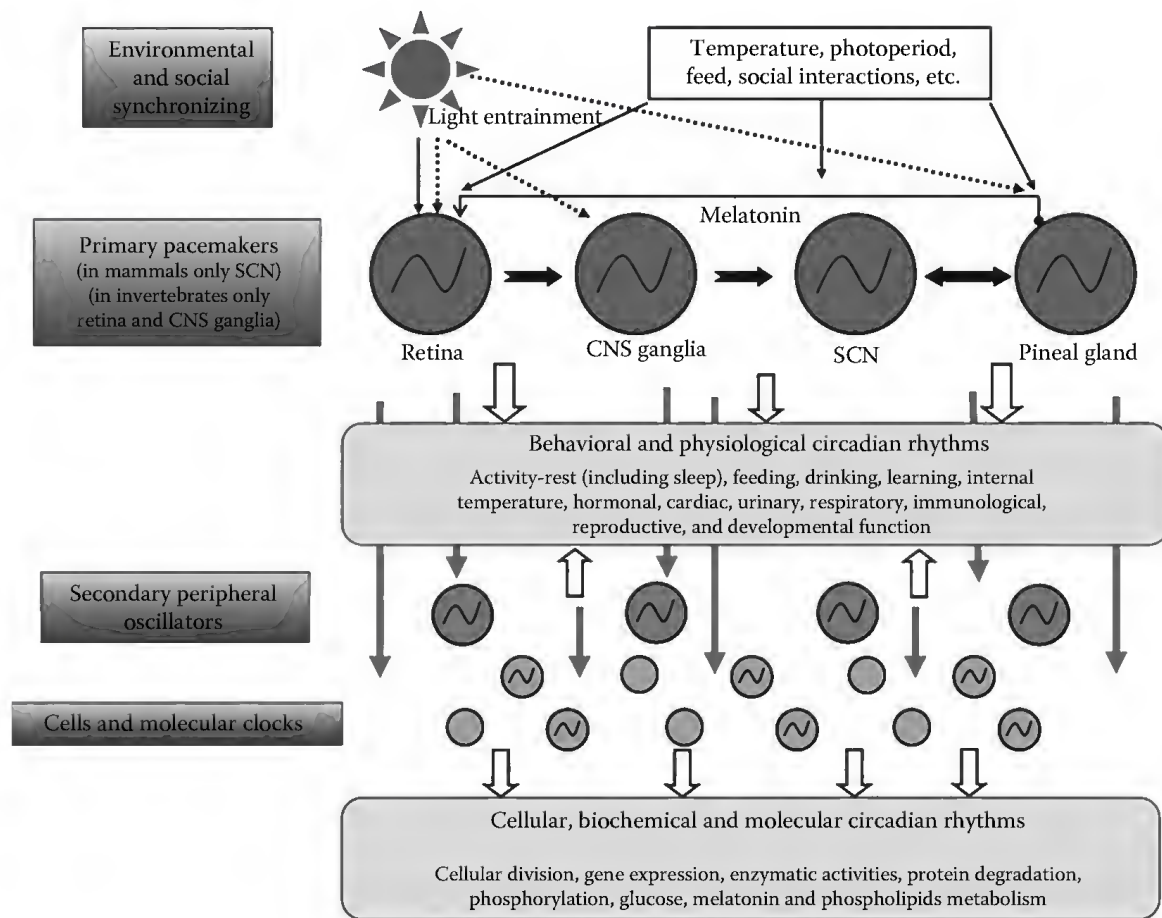 Environmental
and social
synchronizing
Temperature, photoperiod,
feed, social interactions, etc.
Light entrainment
Melatonin
Primary pacemakers
(in mammals only SCN)
(in invertebrates only
retina and CNS ganglia)
Retina
CNS ganglia
SCN
Pineal gland
Behavioral and physiological circadian rhythms
Activity-rest (including sleep), feeding, drinking, learning, internal
temperature, hormonal, cardiac, urinary, respiratory, immunological,
reproductive, and developmental function
Secondary peripheral
oscillators
Cells and molecular clocks
Cellular, biochemical and molecular circadian rhythms
Cellular division, gene expression, enzymatic activities, protein degradation,
phosphorylation, glucose, melatonin and phospholipids metabolism